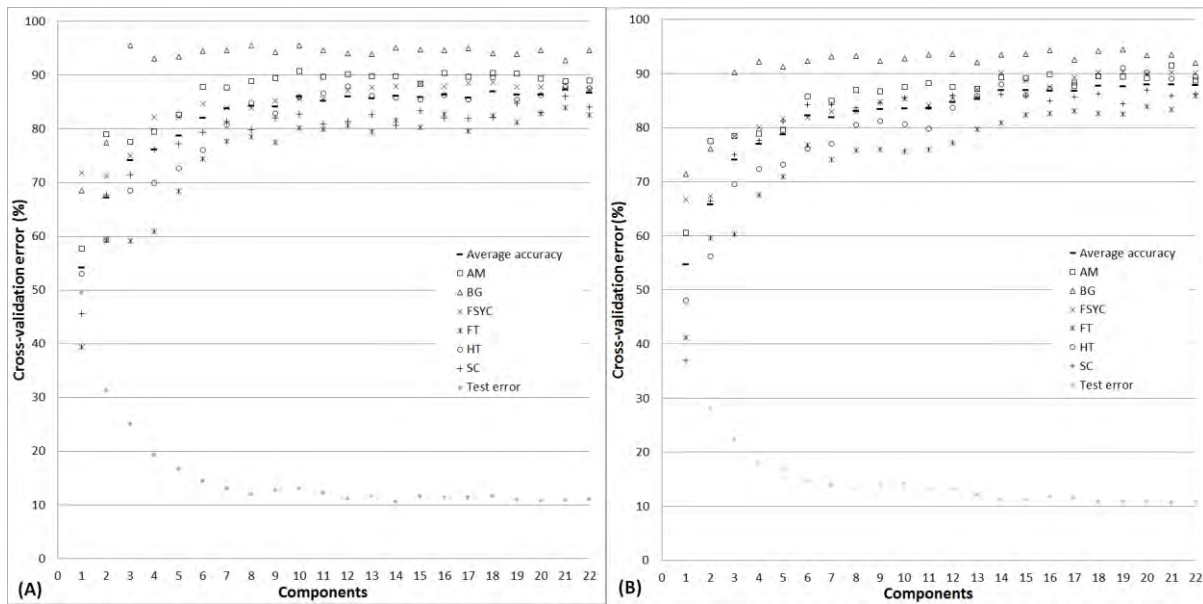 Cross-validation error (%)
100
90
80
70
60
50
40
30
20
10
0
Average accuracy
AM
BG
FSYC
FT
HT
SC
Test error
0 1 2 3 4 5 6 7 8 9 10 11 12 13 14 15 16 17 18 19 20 21 22
(A)
Components
Cross-validation error (%)
100
90
80
70
60
50
40
30
20
10
0
Average accuracy
AM
BG
FSYC
FT
HT
SC
Test error
0 1 2 3 4 5 6 7 8 9 10 11 12 13 14 15 16 17 18 19 20 21 22
(B)
Components